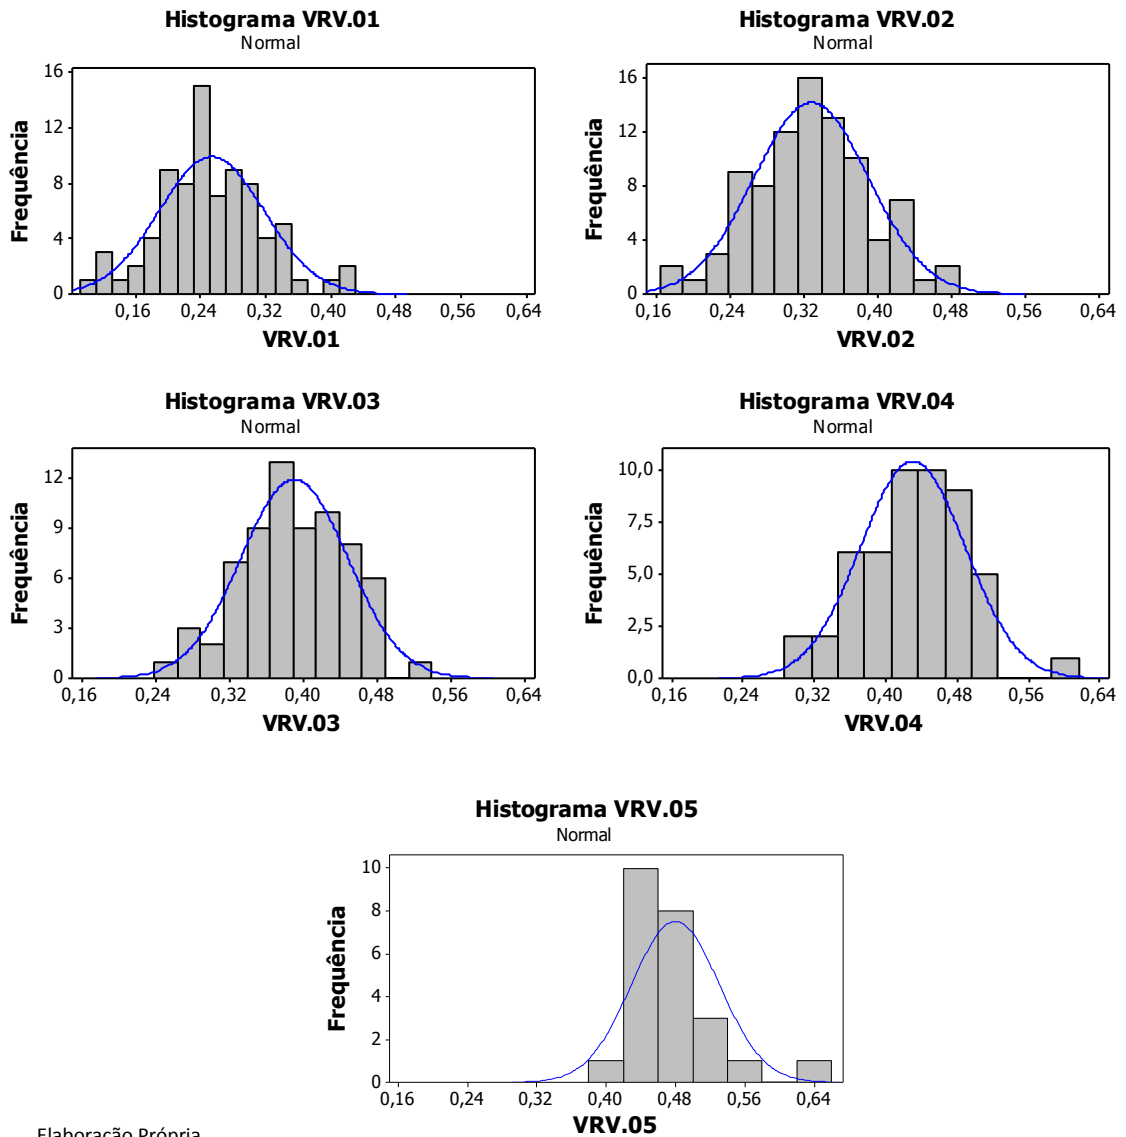 Histograma VRV.01
Normal
16
12
8
4
0
Frequência
0,16 0,24 0,32 0,40 0,48 0,56 0,64
VRV.01
Histograma VRV.02
Normal
16
12
8
4
0
Frequência
0,16 0,24 0,32 0,40 0,48 0,56 0,64
VRV.02
Histograma VRV.03
Normal
12
9
6
3
0
Frequência
0,16 0,24 0,32 0,40 0,48 0,56 0,64
VRV.03
Histograma VRV.04
Normal
10,0
7,5
5,0
2,5
0,0
Frequência
0,16 0,24 0,32 0,40 0,48 0,56 0,64
VRV.04
Histograma VRV.05
Normal
10
8
6
4
2
0
Frequência
0,16 0,24 0,32 0,40 0,48 0,56 0,64
VRV.05
Elaboração Própria